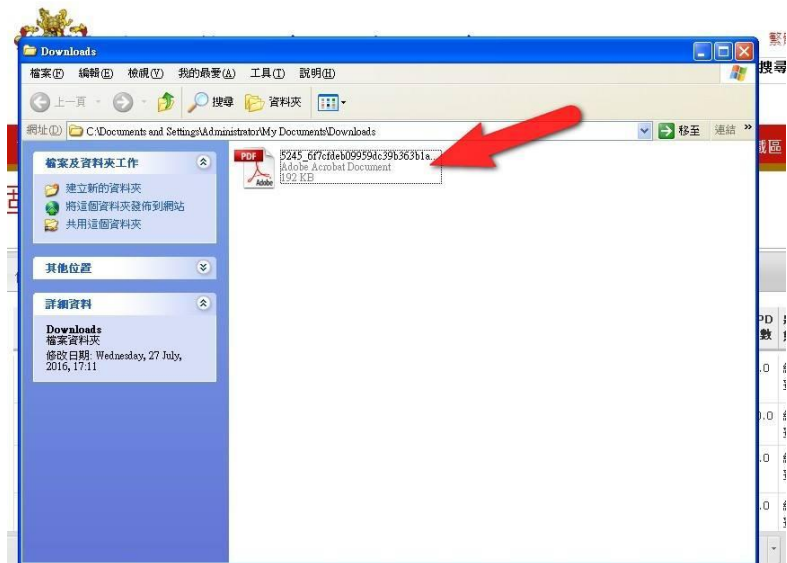 Downloads
檔案(F) 編輯(E) 檢視(V) 我的最愛(A) 工具(T) 說明(H)
搜尋
上一頁 搜尋 資料夾
網址(D) C:\Documents and Settings\Administrator\My Documents\Downloads 移至 連結 »
檔案及資料夾工作
建立新的資料夾
將這個資料夾發佈到網站
共用這個資料夾
PDF
Adobe
5245_6f7cfdeb09959dc39b363b1a...
Adobe Acrobat Document
192 KB
其他位置
詳細資料
Downloads
檔案資料夾
修改日期: Wednesday, 27 July,
2016, 17:11
PD
數
.0
0.0
.0
.0